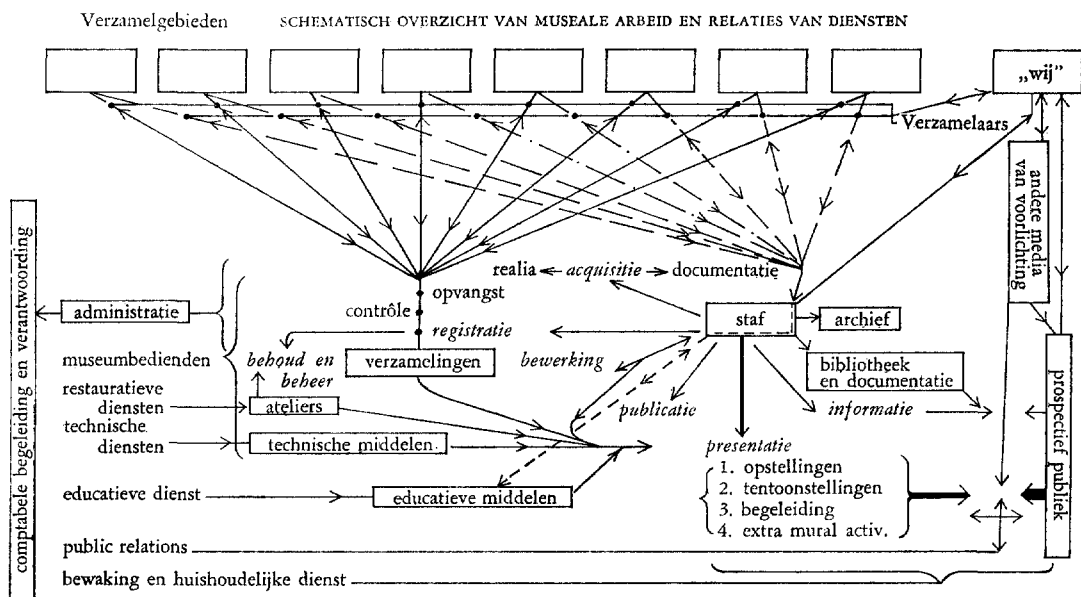 Verzamelgebieden
SCHEMATISCH OVERZICHT VAN MUSEALE ARBEID EN RELATIES VAN DIENSTEN
„wij”
Verzamelaars
andere media
van voorlichting
comptabele begeleiding en verantwoording
realia
acquisitie
documentatie
opvangst
contrôle
registratie
administratie
staf
archief
museumbedienden
behoud en
beheer
verzamelingen
bewerking
bibliotheek
en documentatie
restauratieve
diensten
ateliers
publicatie
informatie
prospectief publiek
technische
diensten
technische middelen
presentatie
1. opstellingen
2. tentoonstellingen
3. begeleiding
4. extra mural activ.
educatieve dienst
educatieve middelen
public relations
bewaking en huishoudelijke dienst